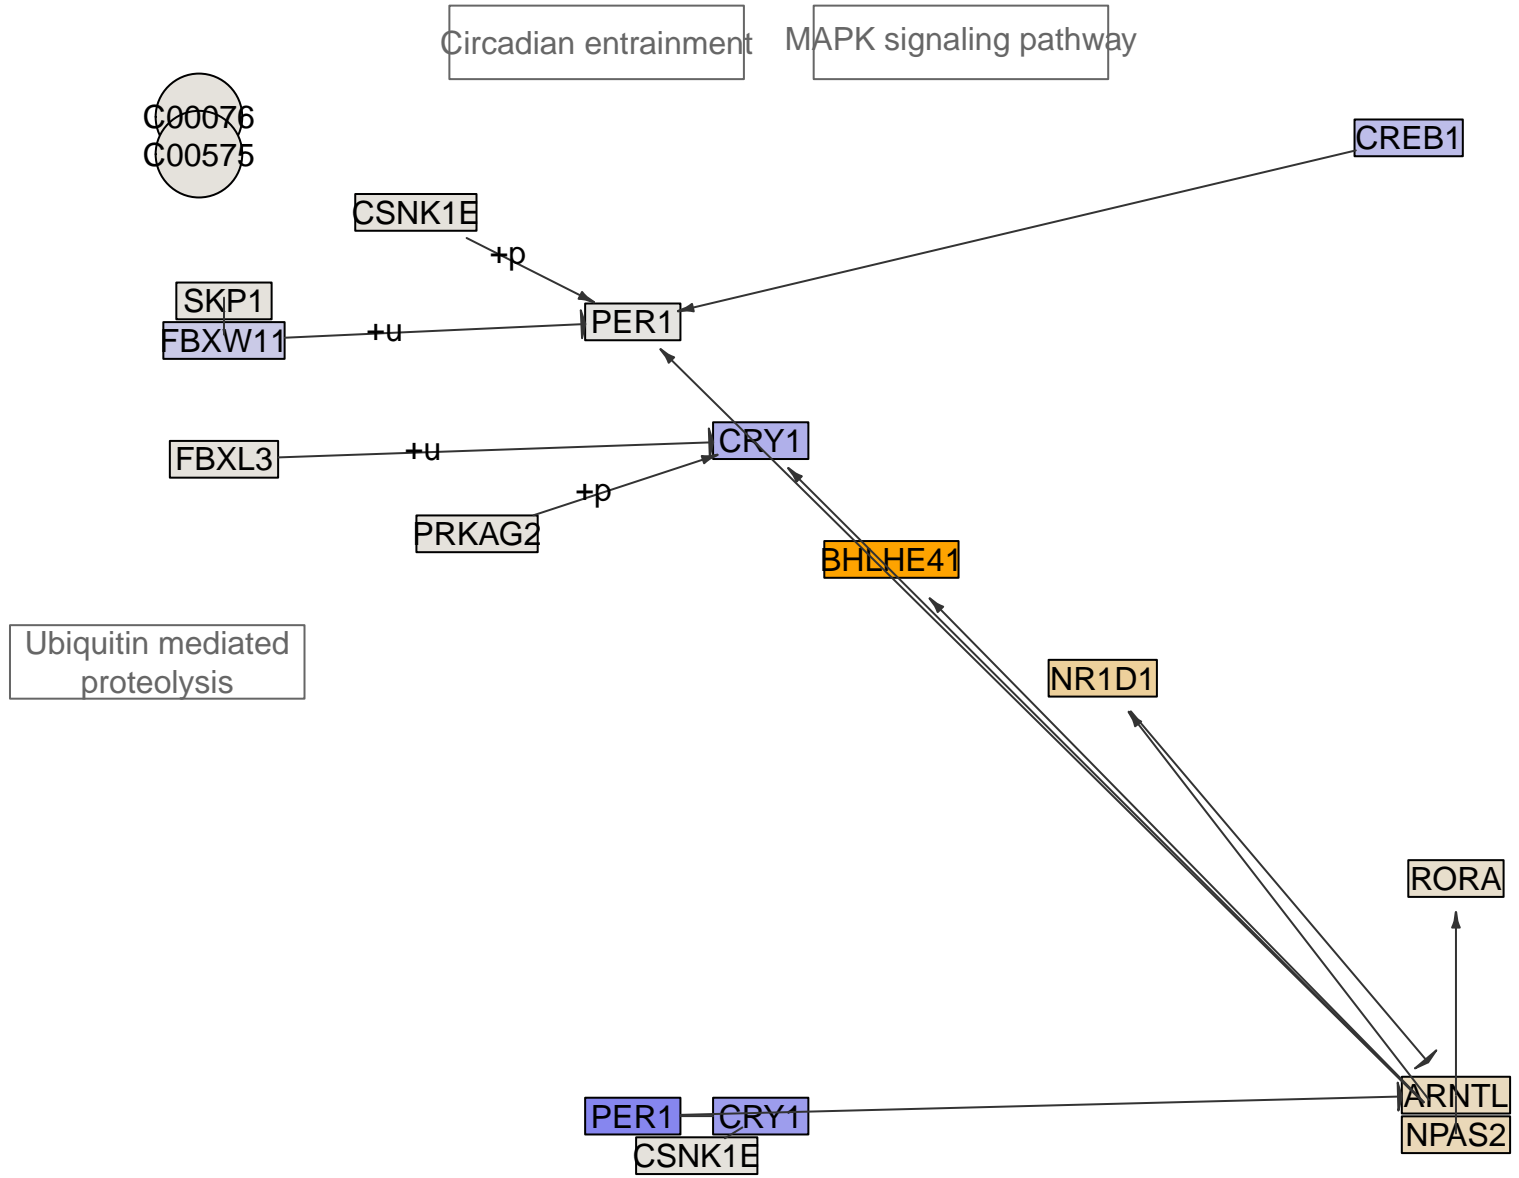 Circadian entrainment
MAPK signaling pathway
C00076
C00575
CREB1
CSNK1E
+p
SKP1
FBXW11
+u
PER1
FBXL3
+u
CRY1
PRKAG2
+p
BHLHE41
Ubiquitin mediated
proteolysis
NR1D1
RORA
PER1
CRY1
CSNK1E
ARNTL
NPAS2